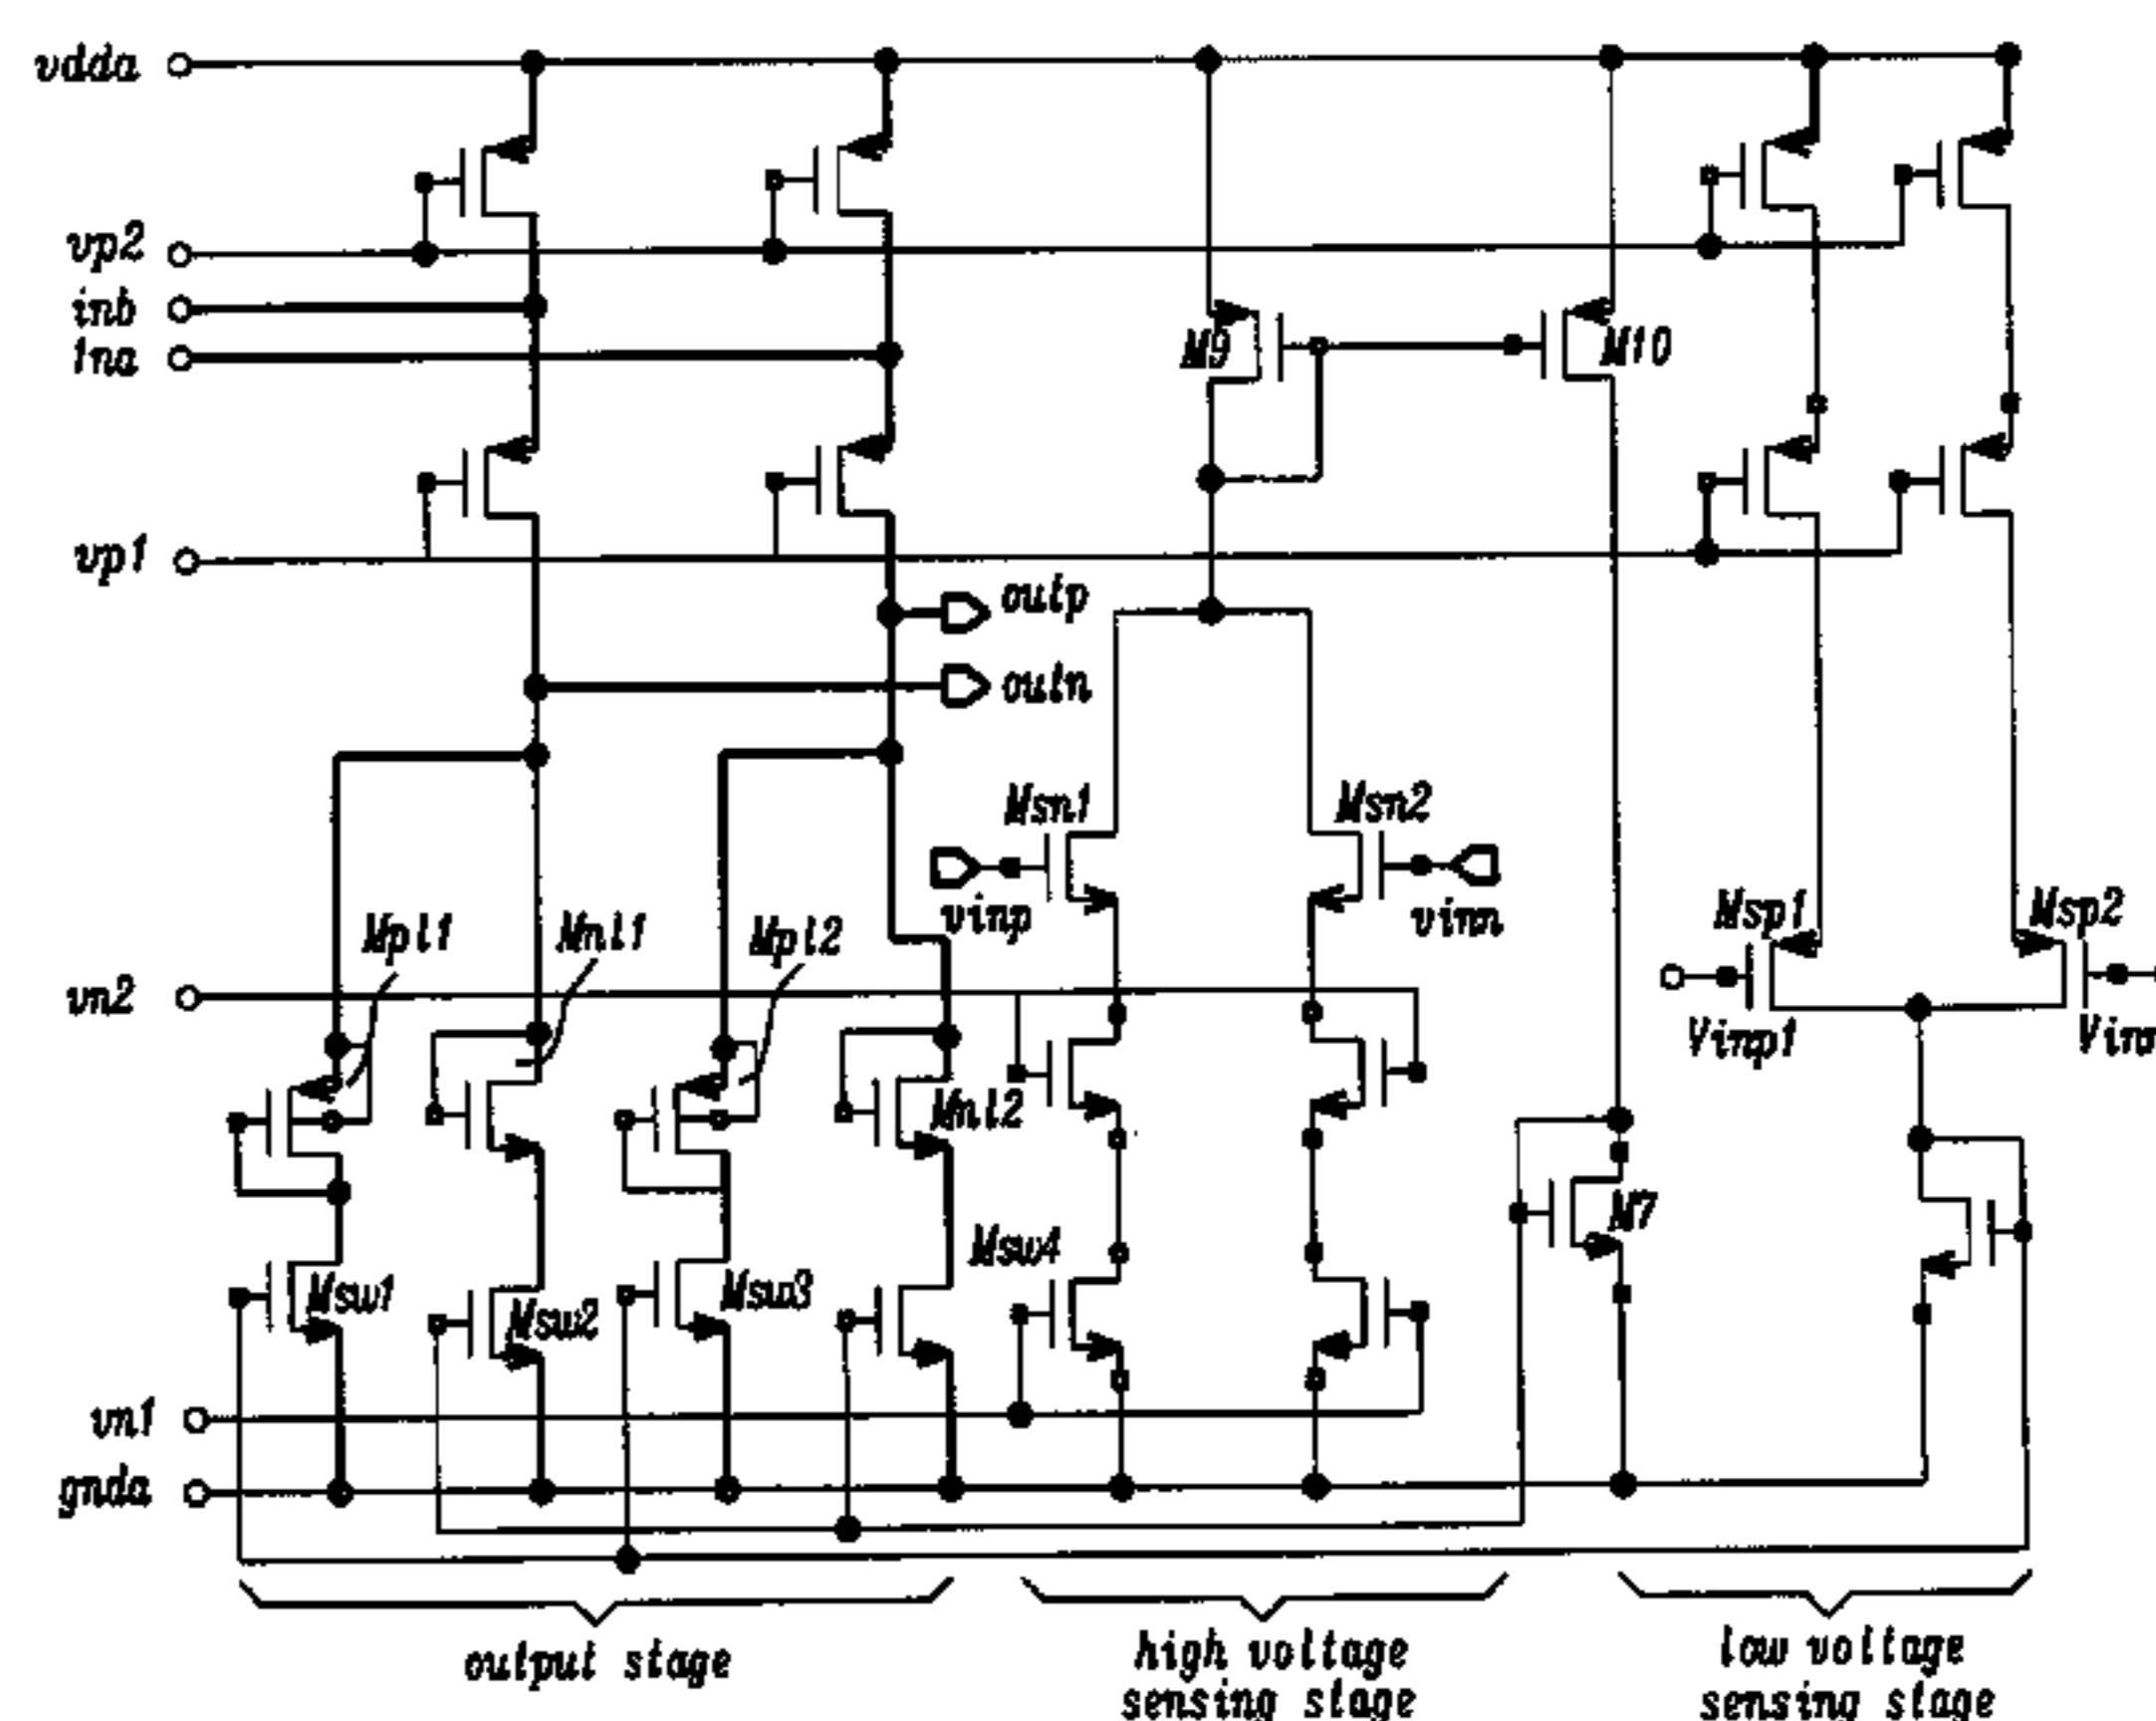 vdda
vp2
inb
ina
M9
M10
vp1
outp
outn
Msn1
Msn2
vinp
vinn
Msp1
Msp2
Mpl1
Mnl1
Mpl2
vn2
Vinp1
Mnl2
M7
Msw4
Msw1
Msw2
Msw3
vn1
gnda
output stage
high voltage
sensing stage
low voltage
sensing stage